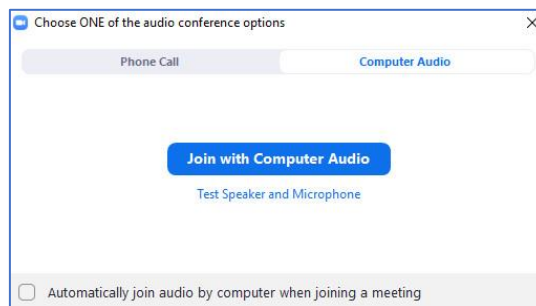 Choose ONE of the audio conference options
Phone Call
Computer Audio
Join with Computer Audio
Test Speaker and Microphone
Automatically join audio by computer when joining a meeting